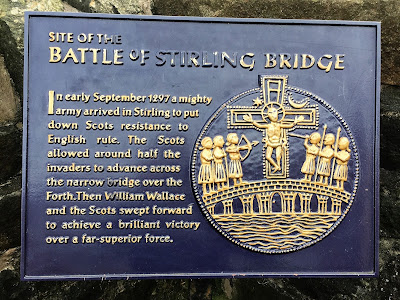 SITE OF THE
BATTLE OF STIRLING BRIDGE
In early September 1297 a mighty
army arrived in Stirling to put
down Scots resistance to
English rule. The Scots
allowed around half the
invaders to advance across
the narrow bridge over the
Forth.Then William Wallace
and the Scots swept forward
to achieve a brilliant victory
over a far-superior force.